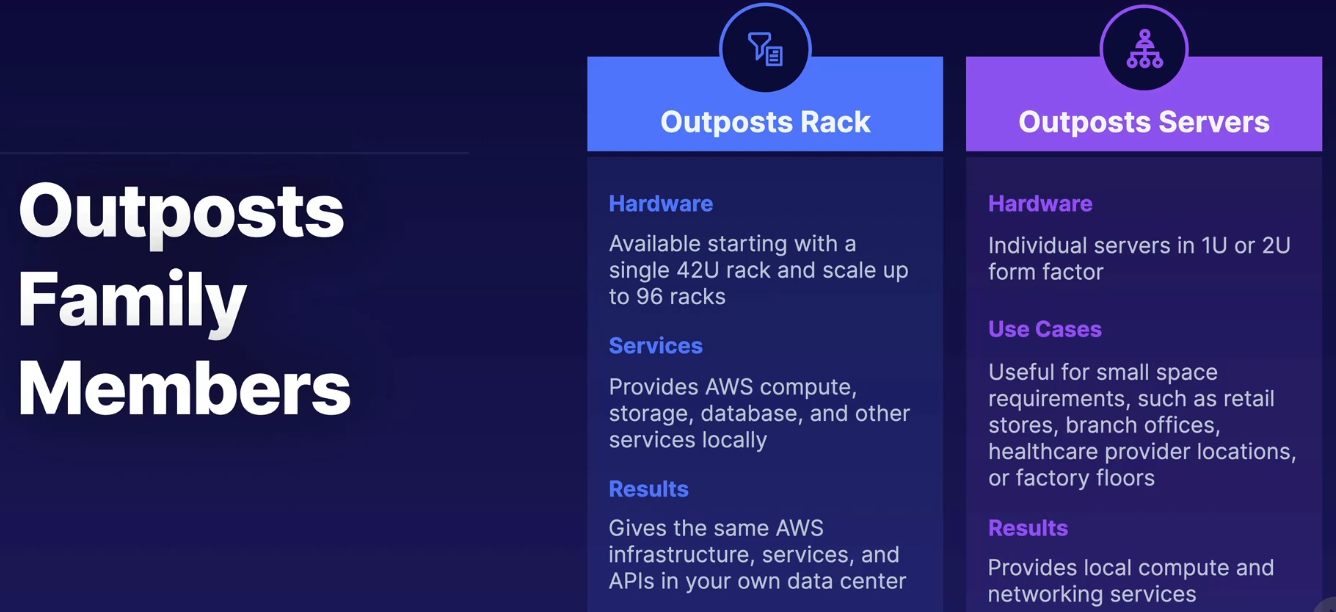 Outposts
Family
Members
Outposts Rack
Hardware
Available starting with a
single 42U rack and scale up
to 96 racks
Services
Provides AWS compute,
storage, database, and other
services locally
Results
Gives the same AWS
infrastructure, services, and
APIs in your own data center
Outposts Servers
Hardware
Individual servers in 1U or 2U
form factor
Use Cases
Useful for small space
requirements, such as retail
stores, branch offices,
healthcare provider locations,
or factory floors
Results
Provides local compute and
networking services